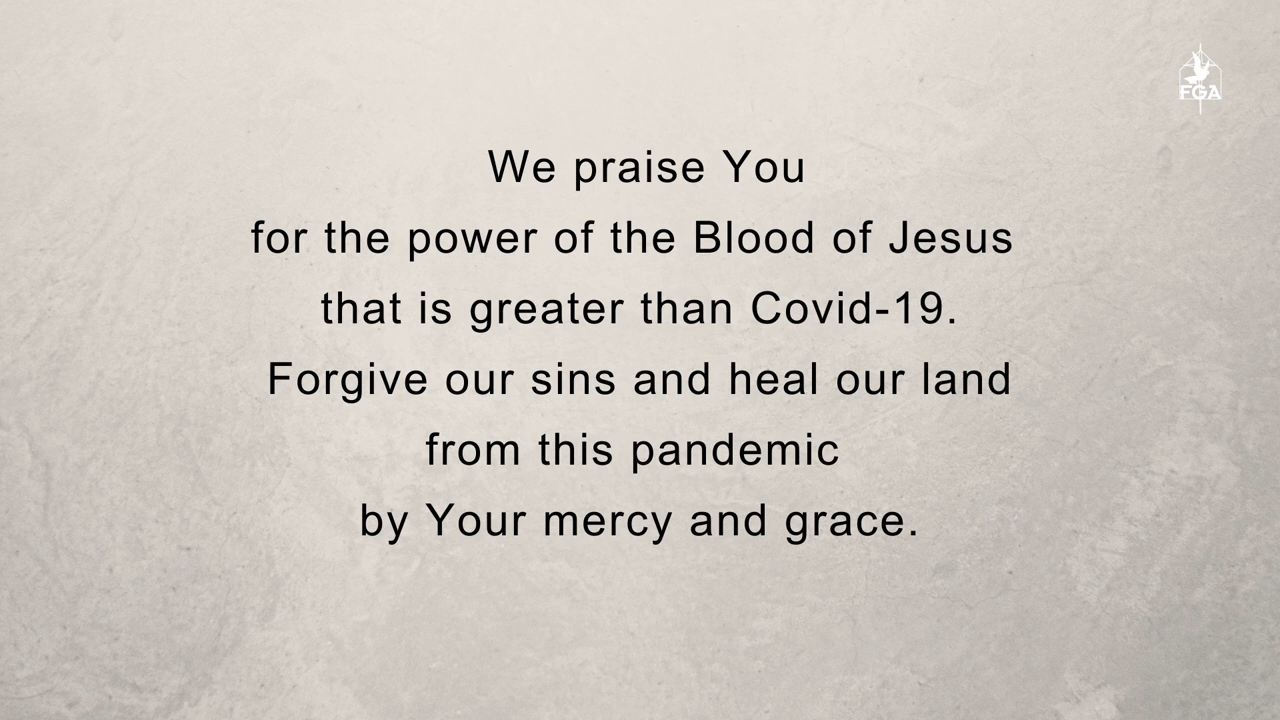 FGA
We praise You
for the power of the Blood of Jesus
that is greater than Covid-19.
Forgive our sins and heal our land
from this pandemic
by Your mercy and grace.